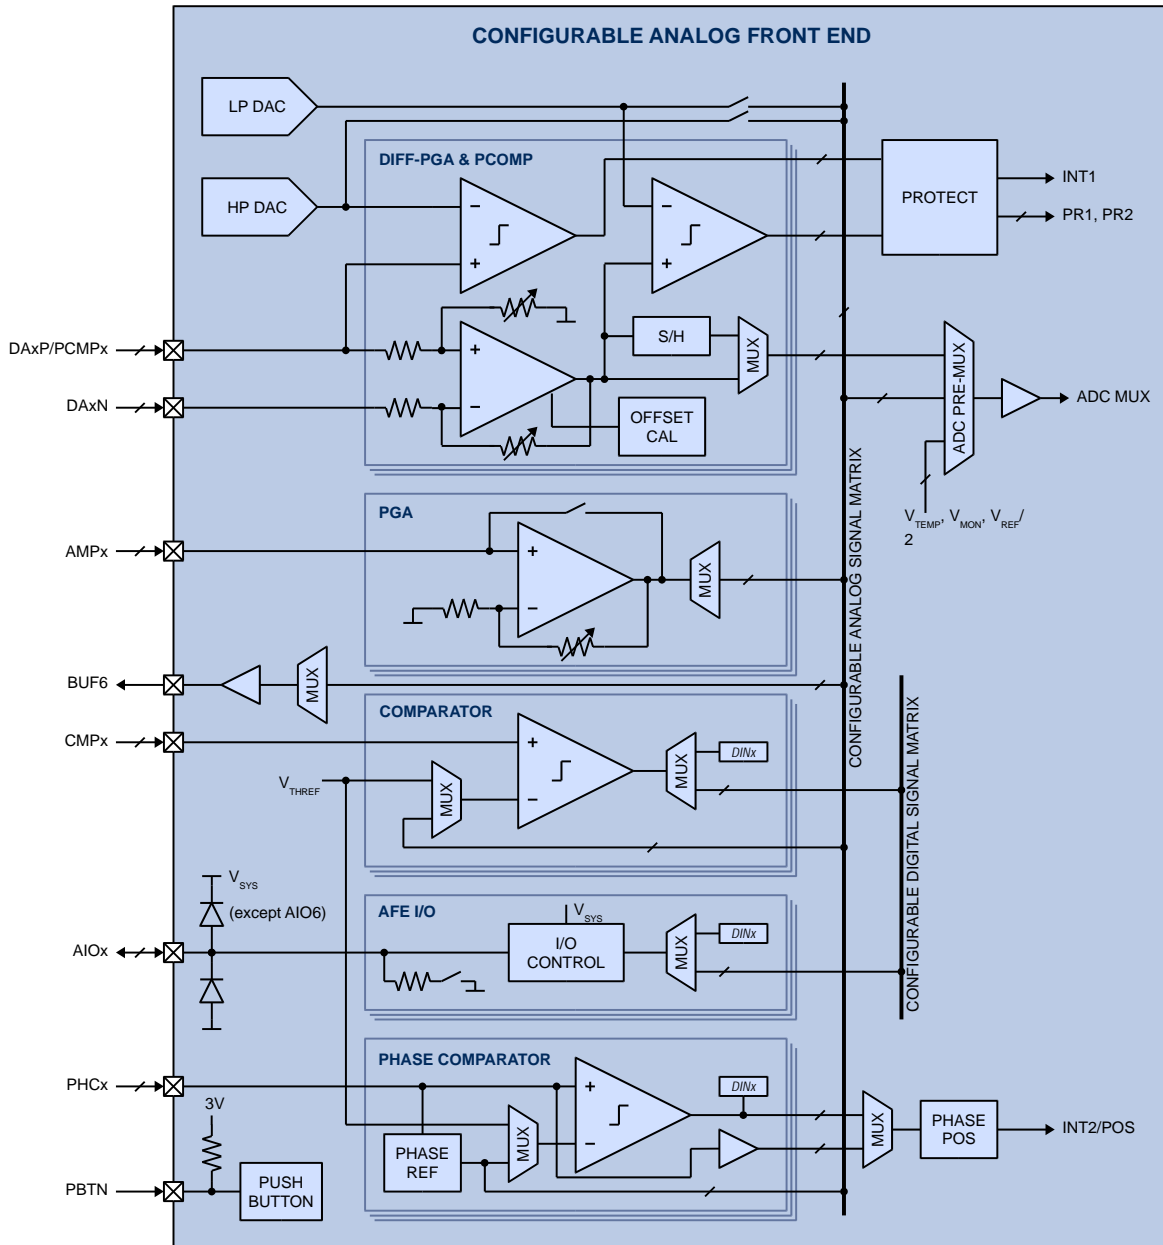 CONFIGURABLE ANALOG FRONT END
LP DAC
HP DAC
DIFF-PGA & PCOMP
PROTECT
INT1
PR1, PR2
DAxP/PCMPx
DAxN
S/H
MUX
OFFSET
CAL
ADC PRE-MUX
ADC MUX
VTEMP, VMON, VREF/
2
CONFIGURABLE ANALOG SIGNAL MATRIX
PGA
AMPx
MUX
BUF6
MUX
COMPARATOR
CMPx
VTHREF
MUX
MUX
DINx
CONFIGURABLE DIGITAL SIGNAL MATRIX
VSYS
(except AIO6)
AFE I/O
VSYS
AIOx
I/O
CONTROL
MUX
DINx
PHASE COMPARATOR
PHCx
3V
DINx
MUX
PHASE
REF
MUX
PHASE
POS
INT2/POS
PBTN
PUSH
BUTTON